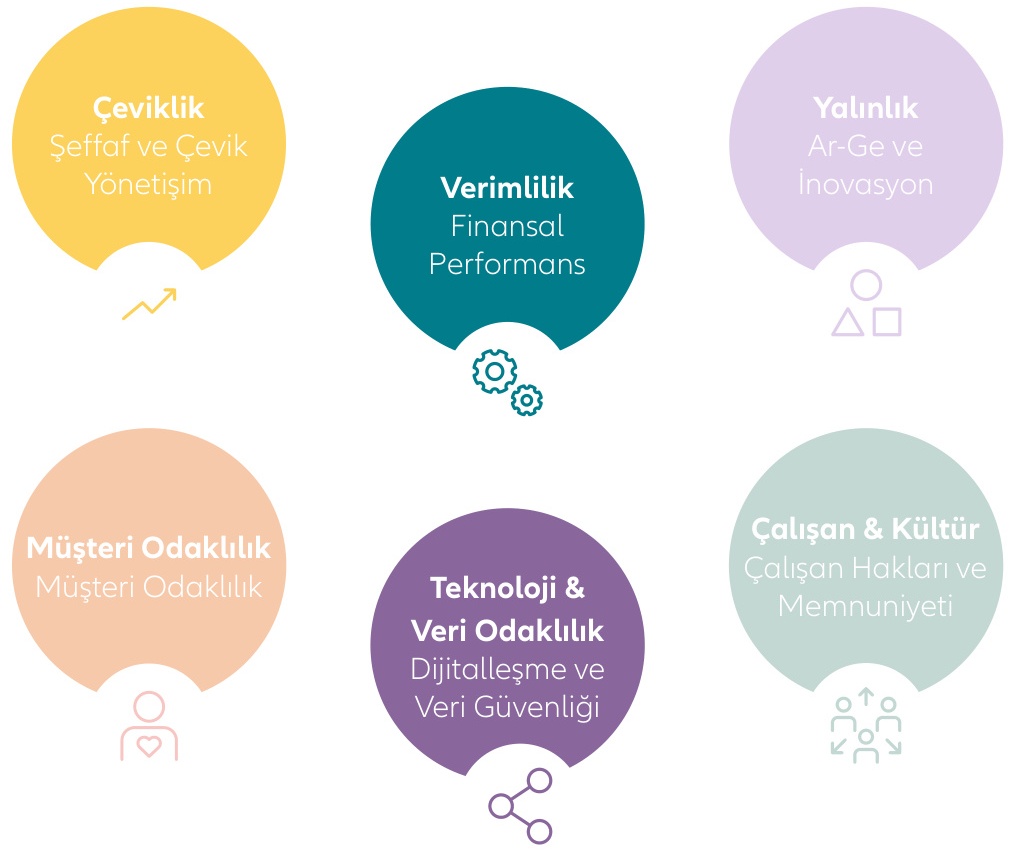 Çeviklik
Şeffaf ve Çevik
Yönetişim
Verimlilik
Finansal
Performans
Yalınlık
Ar-Ge ve
İnovasyon
Müşteri Odaklılık
Müşteri Odaklılık
Teknoloji &
Veri Odaklılık
Dijitalleşme ve
Veri Güvenliği
Çalışan & Kültür
Çalışan Hakları ve
Memnuniyeti